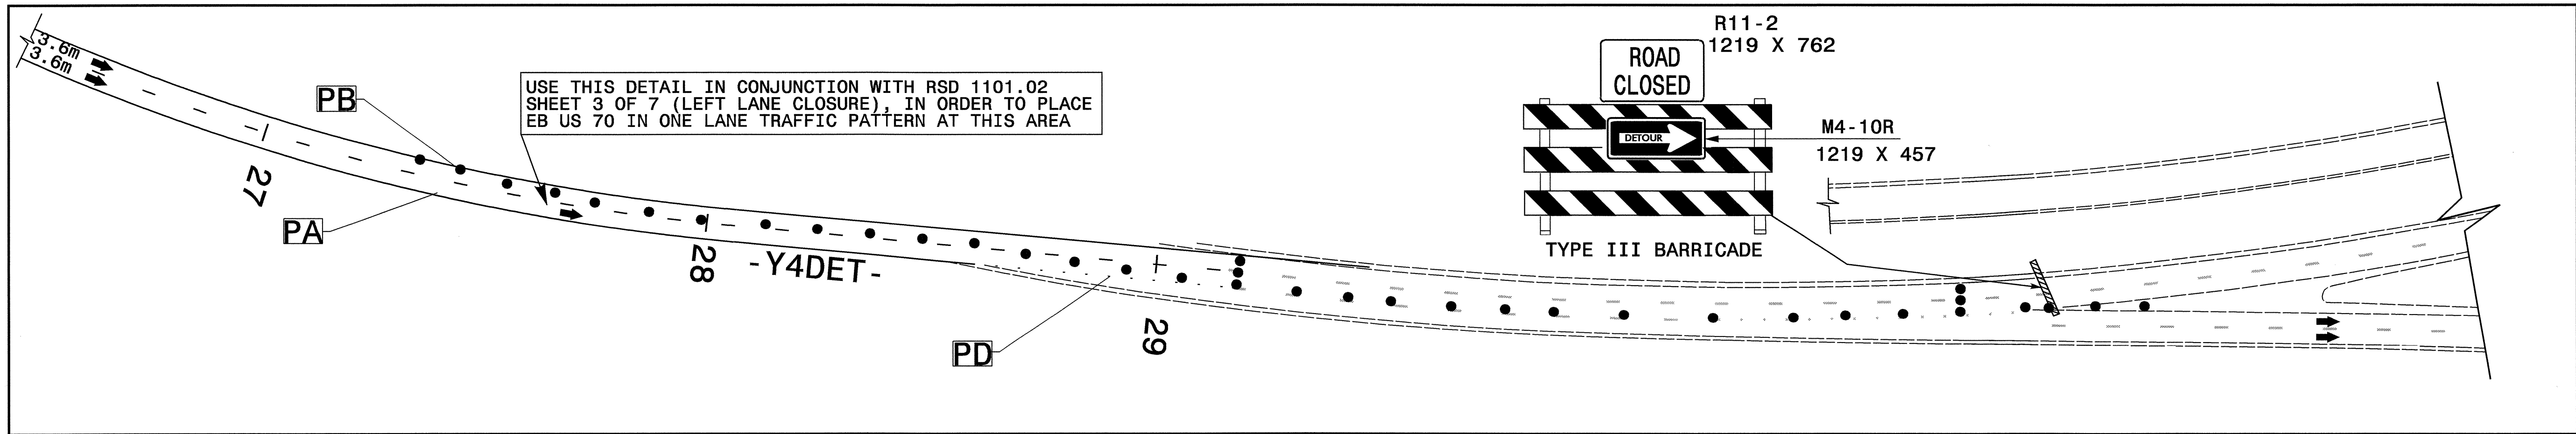 3.6m
3.6m
PB
USE THIS DETAIL IN CONJUNCTION WITH RSD 1101.02
SHEET 3 OF 7 (LEFT LANE CLOSURE), IN ORDER TO PLACE
EB US 70 IN ONE LANE TRAFFIC PATTERN AT THIS AREA
R11-2
1219 X 762
ROAD
CLOSED
DETOUR
M4-10R
1219 X 457
TYPE III BARRICADE
27
PA
28
-Y4DET-
29
PD